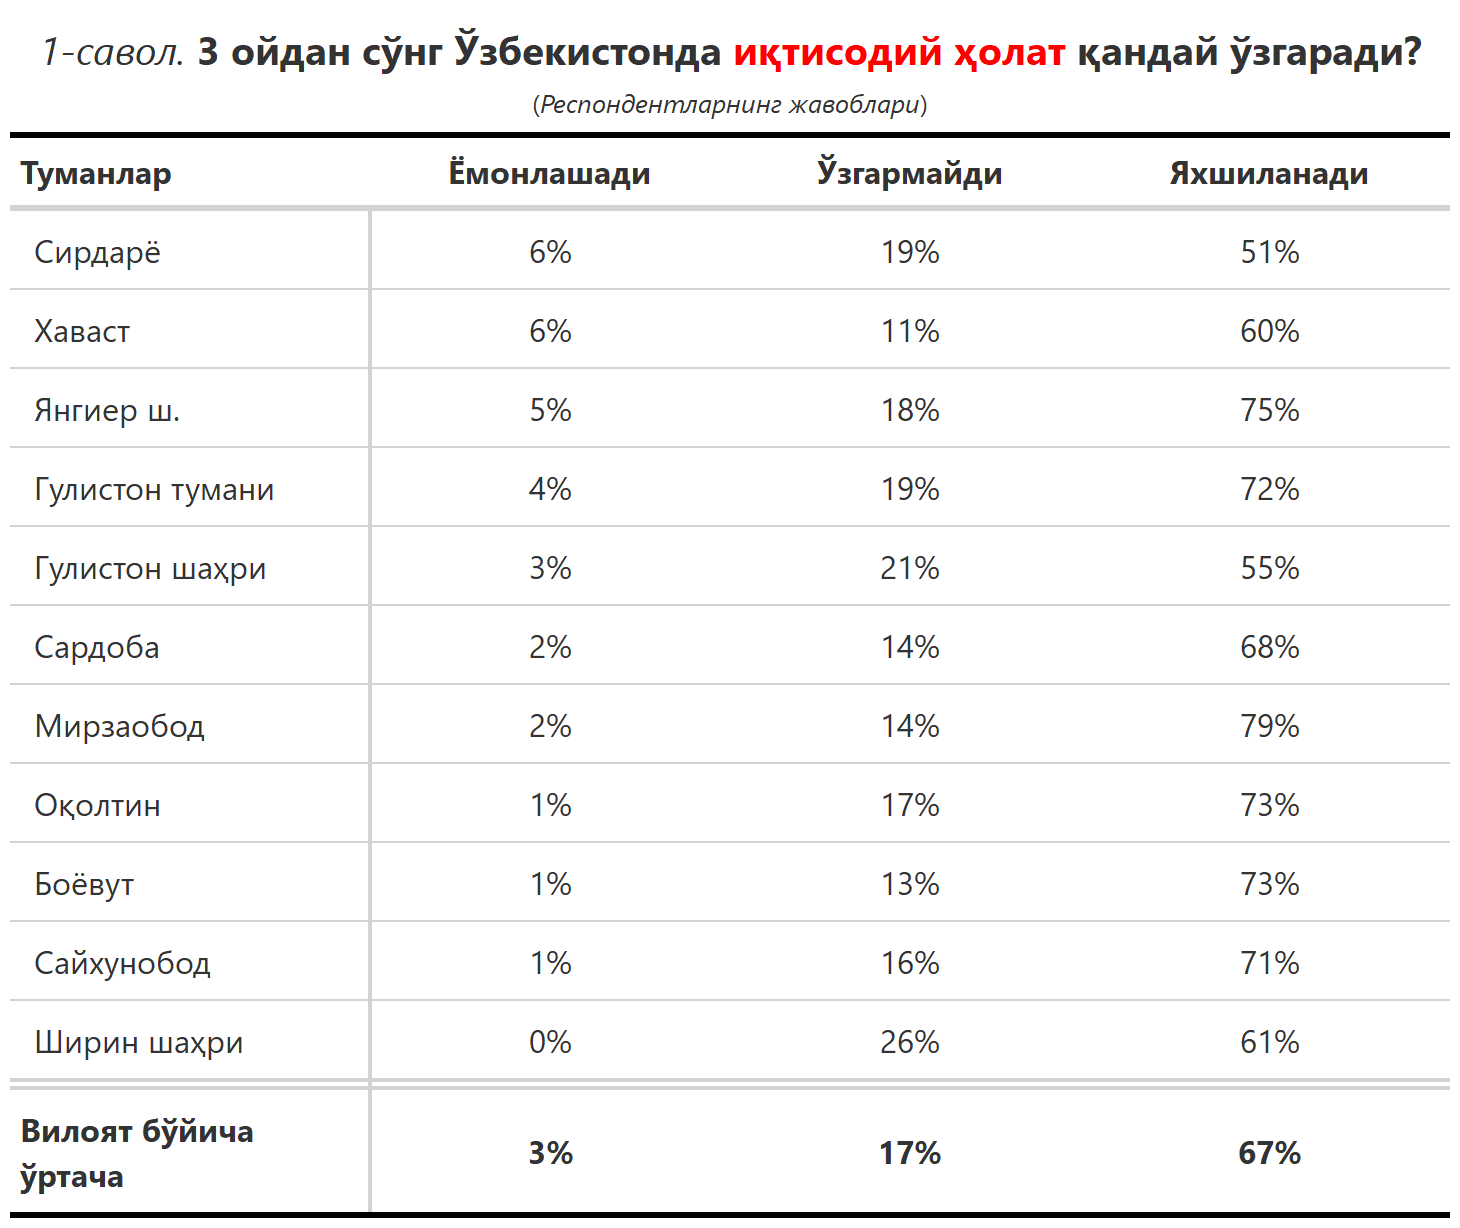 1-савол. 3 ойдан сўнг Ўзбекистонда иқтисодий ҳолат қандай ўзгаради?
(Респондентларнинг жавоблари)
Туманлар Ёмонлашади Ўзгармайди Яхшиланади
Сирдарё 6% 19% 51%
Хаваст 6% 11% 60%
Янгиер ш. 5% 18% 75%
Гулистон тумани 4% 19% 72%
Гулистон шаҳри 3% 21% 55%
Сардоба 2% 14% 68%
Мирзаобод 2% 14% 79%
Оқолтин 1% 17% 73%
Боёвут 1% 13% 73%
Сайхунобод 1% 16% 71%
Ширин шаҳри 0% 26% 61%
Вилоят бўйича
ўртача 3% 17% 67%